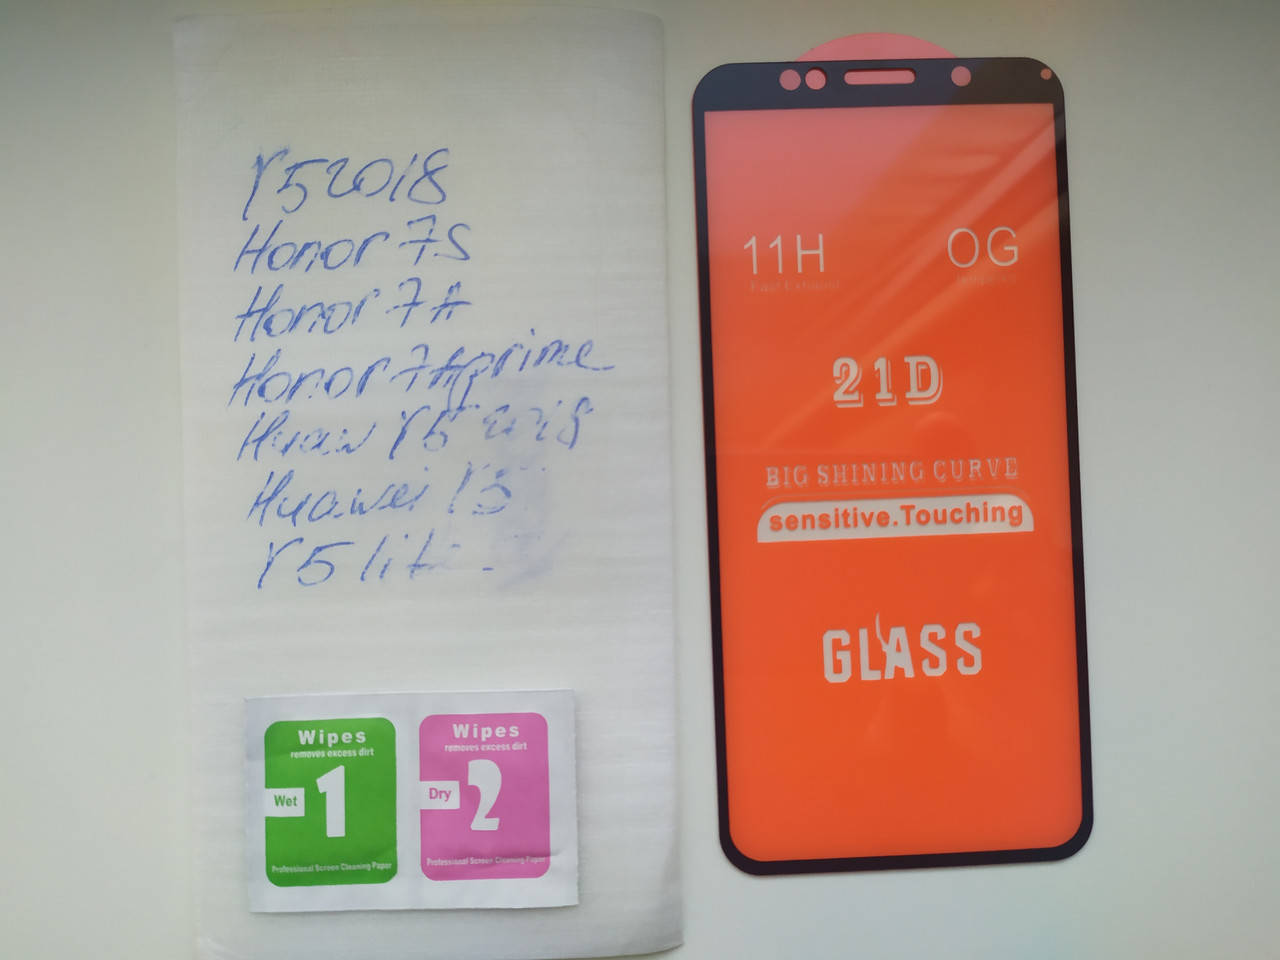 Y5 2018
Honor 7S
Honor 7A
Honor 7A prime
Huaw Y5 2018
Huawei Y5
Y5 lit
Wipes
removes excess dirt
Wet
1
Professional Screen Cleaning Paper
Wipes
removes excess dirt
Dry
2
Professional Screen Cleaning Paper
11H
OG
21D
BIG SHINING CURVE
sensitive.Touching
GLASS